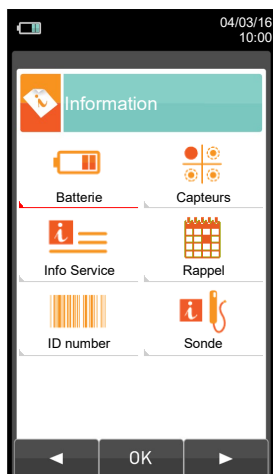 04/03/16
10:00
Information
Batterie
Capteurs
Info Service
Rappel
ID number
Sonde
OK